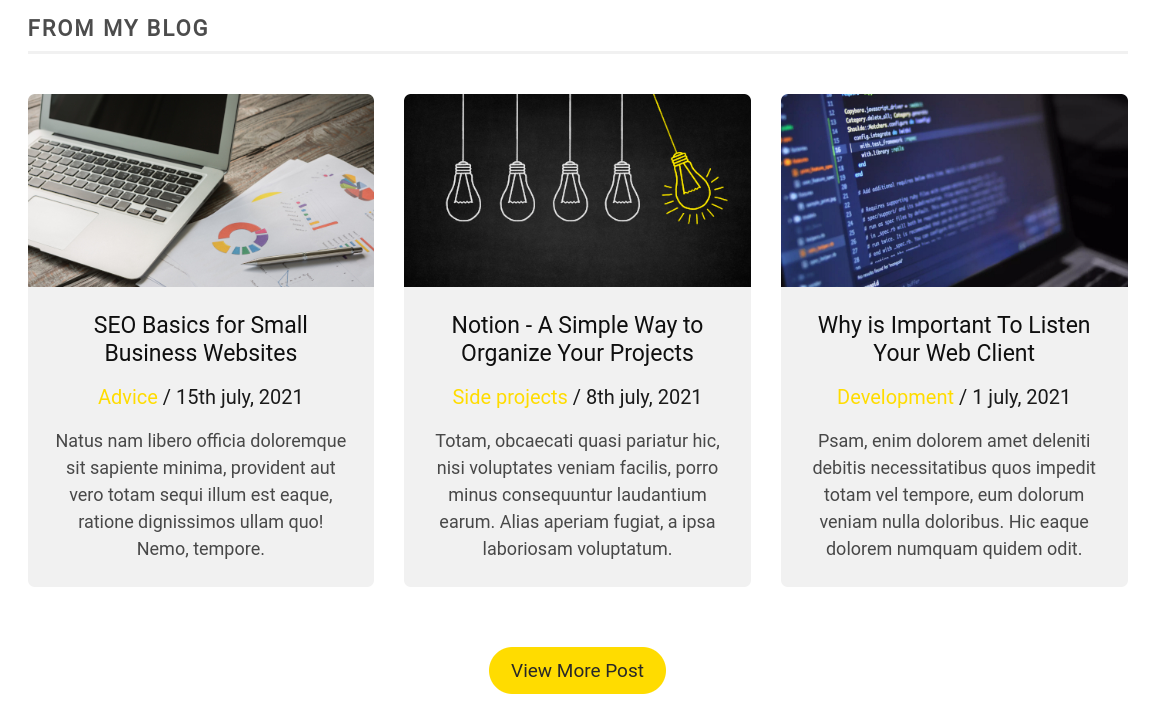 FROM MY BLOG
SEO Basics for Small
Business Websites
Advice / 15th july, 2021
Natus nam libero officia doloremque
sit sapiente minima, provident aut
vero totam sequi illum est eaque,
ratione dignissimos ullam quo!
Nemo, tempore.
Notion - A Simple Way to
Organize Your Projects
Side projects / 8th july, 2021
Totam, obcaecati quasi pariatur hic,
nisi voluptates veniam facilis, porro
minus consequuntur laudantium
earum. Alias aperiam fugiat, a ipsa
laboriosam voluptatum.
Why is Important To Listen
Your Web Client
Development / 1 july, 2021
Psam, enim dolorem amet deleniti
debitis necessitatibus quos impedit
totam vel tempore, eum dolorum
veniam nulla doloribus. Hic eaque
dolorem numquam quidem odit.
View More Post